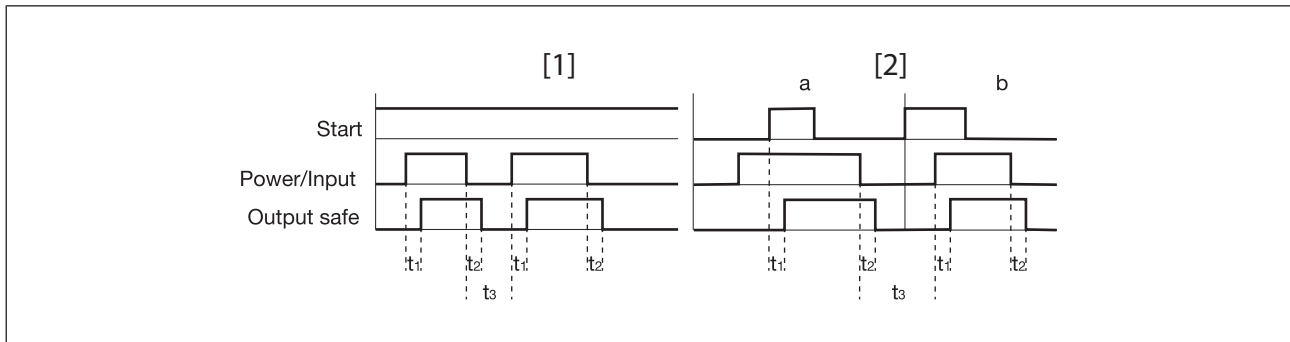 [1] [2]
a b
Start
Power/Input
Output safe
t1 t2 t1 t2 t1 t2 t1 t2
t3 t3